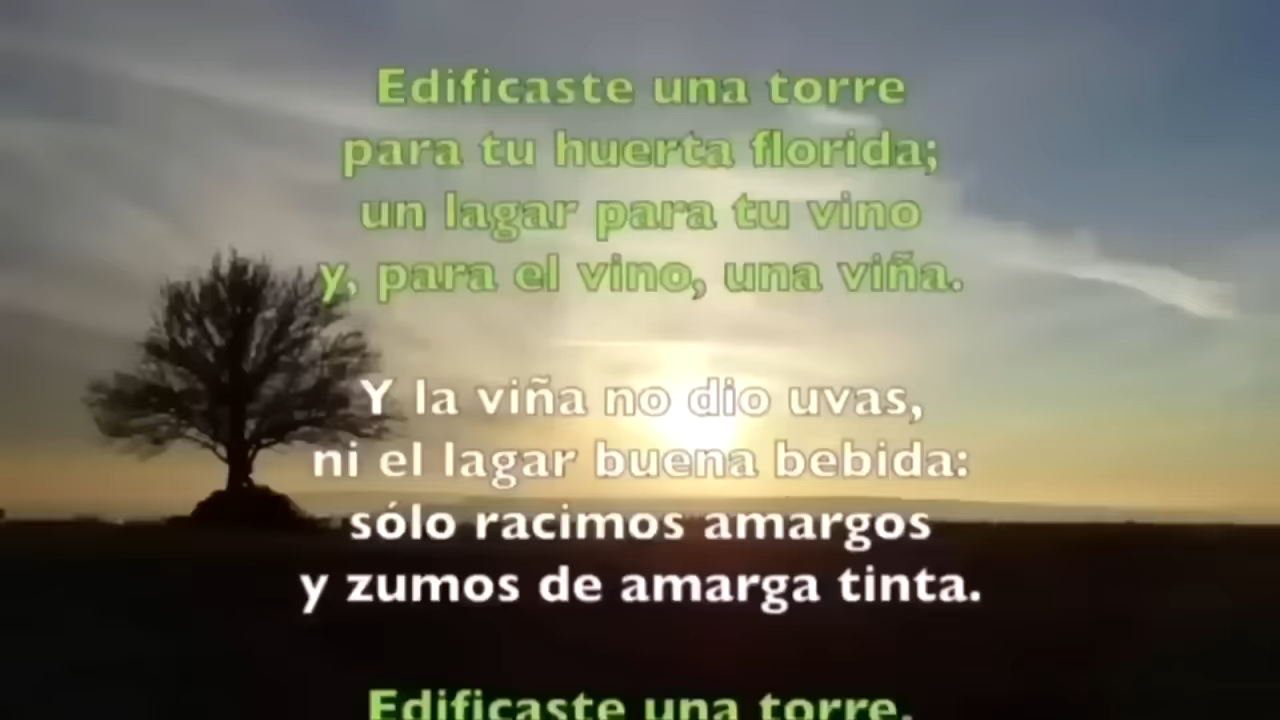 Edificaste una torre
para tu huerta florida;
un lagar para tu vino
y, para el vino, una viña.
Y la viña no dio uvas,
ni el lagar buena bebida:
sólo racimos amargos
y zumos de amarga tinta.
Edificaste una torre,